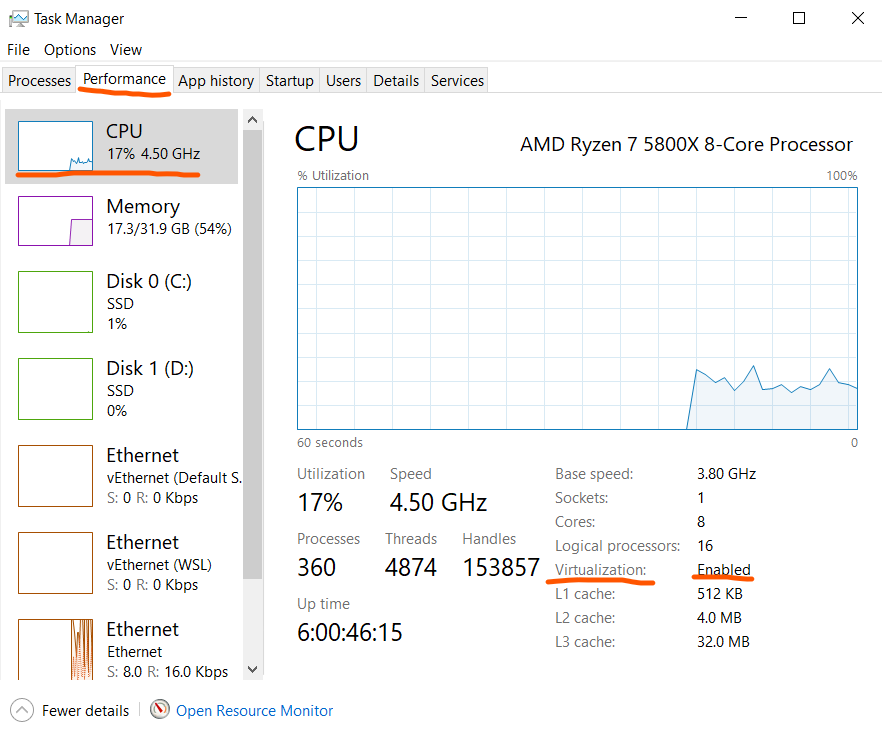 Task Manager
File Options View
Processes Performance App history Startup Users Details Services
CPU
17% 4.50 GHz
Memory
17.3/31.9 GB (54%)
Disk 0 (C:)
SSD
1%
Disk 1 (D:)
SSD
0%
Ethernet
vEthernet (Default S.
S: 0 R: 0 Kbps
Ethernet
vEthernet (WSL)
S: 0 R: 0 Kbps
Ethernet
Ethernet
S: 8.0 R: 16.0 Kbps
CPU AMD Ryzen 7 5800X 8-Core Processor
% Utilization 100%
60 seconds 0
Utilization Speed
17% 4.50 GHz
Processes Threads Handles
360 4874 153857
Up time
6:00:46:15
Base speed: 3.80 GHz
Sockets: 1
Cores: 8
Logical processors: 16
Virtualization: Enabled
L1 cache: 512 KB
L2 cache: 4.0 MB
L3 cache: 32.0 MB
Fewer details Open Resource Monitor